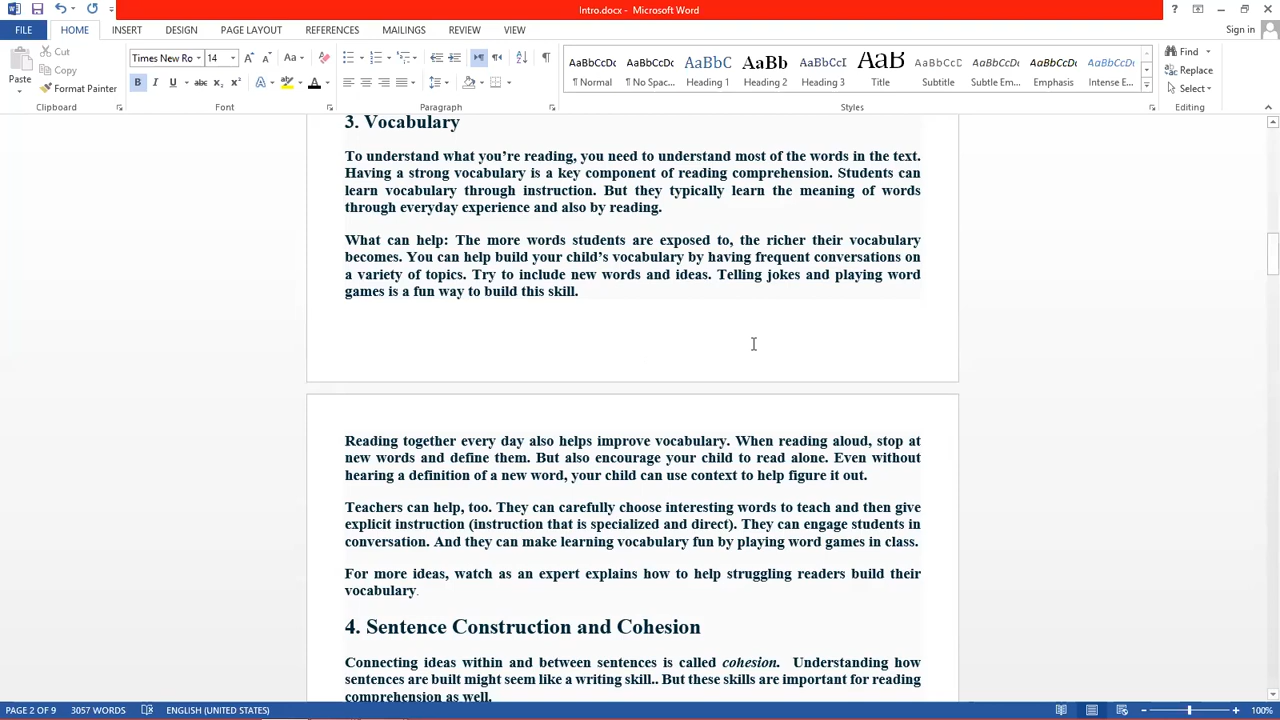 Intro.docx - Microsoft Word
Sign in
FILE HOME INSERT DESIGN PAGE LAYOUT REFERENCES MAILINGS REVIEW VIEW
Paste
Cut
Copy
Format Painter
Clipboard
Times New Ro 14
Font
Paragraph
AaBbCcDc AaBbCcDc AaBbC AaBb AaBbCcI AaB AaBbCcD AaBbCcDc AaBbCcDc AaBbCcDc
¶ Normal ¶ No Spac... Heading 1 Heading 2 Heading 3 Title Subtitle Subtle Em... Emphasis Intense E...
Styles
Find
Replace
Select
Editing
3. Vocabulary
To understand what you’re reading, you need to understand most of the words in the text.
Having a strong vocabulary is a key component of reading comprehension. Students can
learn vocabulary through instruction. But they typically learn the meaning of words
through everyday experience and also by reading.
What can help: The more words students are exposed to, the richer their vocabulary
becomes. You can help build your child’s vocabulary by having frequent conversations on
a variety of topics. Try to include new words and ideas. Telling jokes and playing word
games is a fun way to build this skill.
Reading together every day also helps improve vocabulary. When reading aloud, stop at
new words and define them. But also encourage your child to read alone. Even without
hearing a definition of a new word, your child can use context to help figure it out.
Teachers can help, too. They can carefully choose interesting words to teach and then give
explicit instruction (instruction that is specialized and direct). They can engage students in
conversation. And they can make learning vocabulary fun by playing word games in class.
For more ideas, watch as an expert explains how to help struggling readers build their
vocabulary.
4. Sentence Construction and Cohesion
Connecting ideas within and between sentences is called cohesion. Understanding how
sentences are built might seem like a writing skill.. But these skills are important for reading
comprehension as well.
PAGE 2 OF 9 3057 WORDS ENGLISH (UNITED STATES) 100%